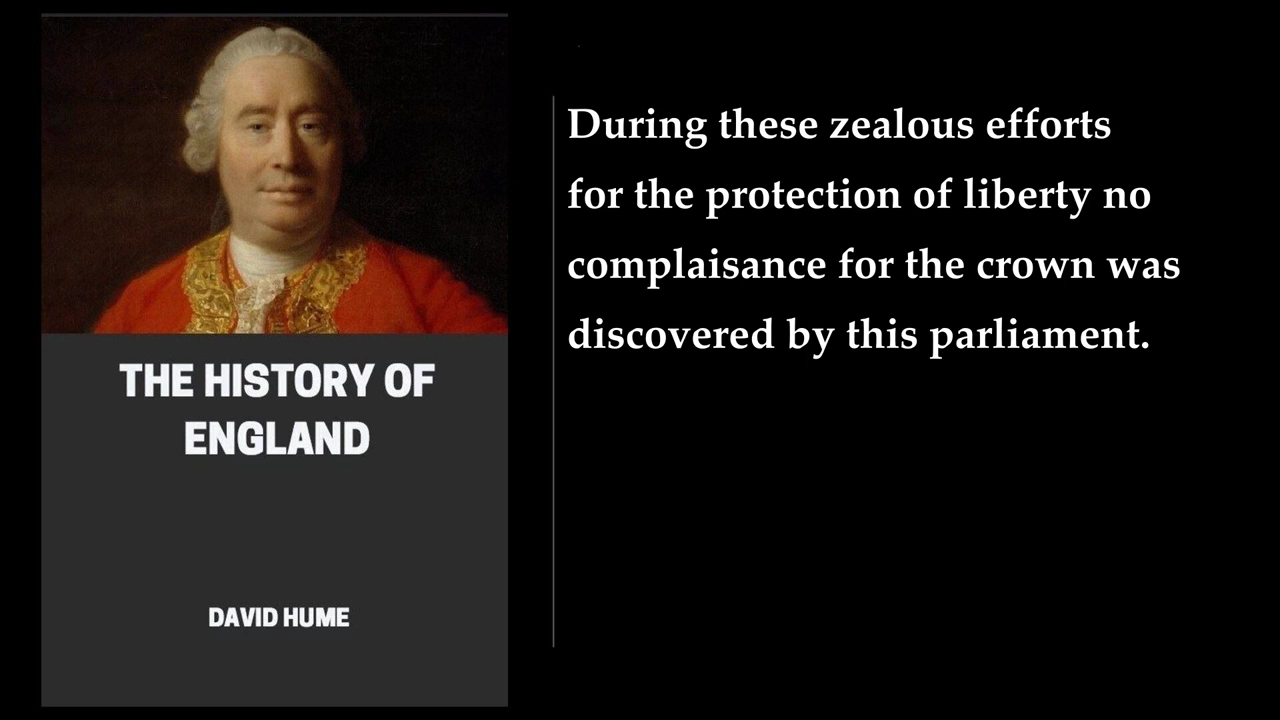 THE HISTORY OF
ENGLAND
DAVID HUME
During these zealous efforts
for the protection of liberty no
complaisance for the crown was
discovered by this parliament.